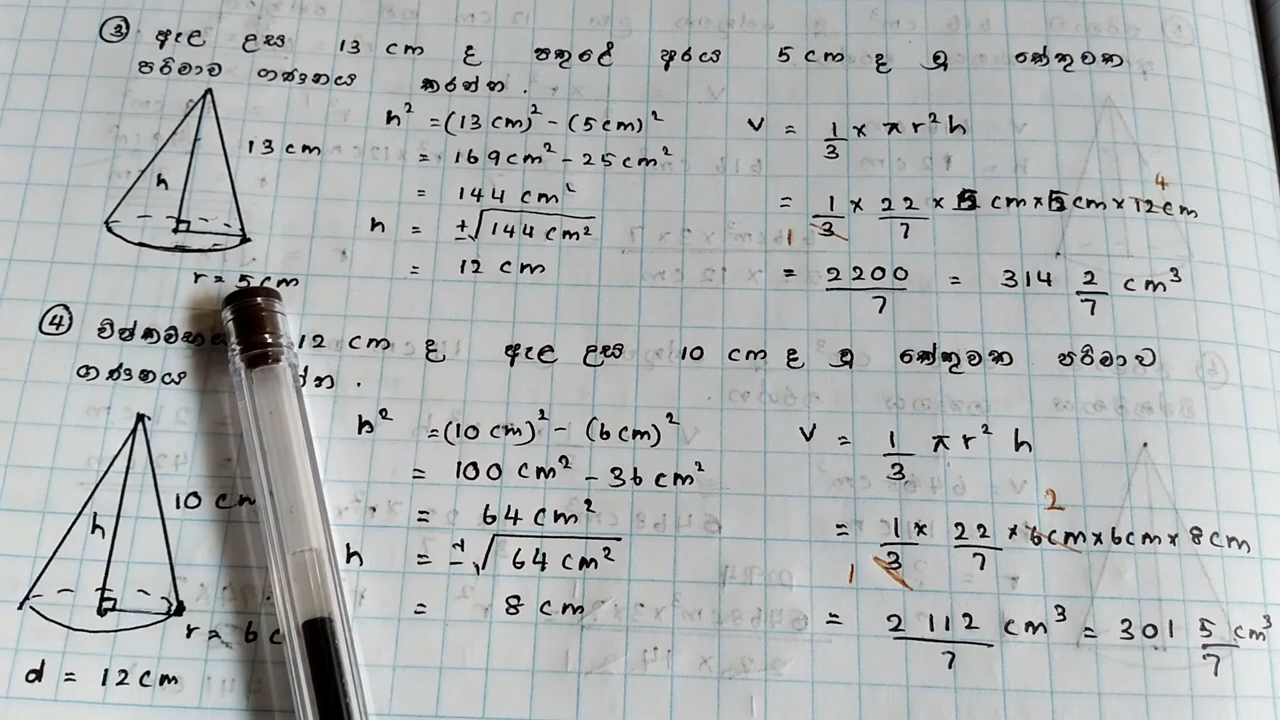 ③ ඇල උස 13 cm ද පතුලේ අරය 5 cm ද වූ කේතුවක
පරිමාව ගණනය කරන්න.
13 cm
h
r = 5 cm
h² = (13 cm)² - (5 cm)²
= 169 cm² - 25 cm²
= 144 cm²
h = ±√144 cm²
= 12 cm
V = 1/3 × π r² h
4
= 1/3 × 22/7 × 5 cm × 5 cm × 12 cm
1
= 2200/7 = 314 2/7 cm³
④ 12 cm ද ඇල උස 10 cm ද වූ කේතුවක පරිමාව
ගණනය .
10 cm
h
r = 6 c
d = 12 cm
h² = (10 cm)² - (6 cm)²
= 100 cm² - 36 cm²
= 64 cm²
h = ±√64 cm²
= 8 cm
V = 1/3 π r² h
2
= 1/3 × 22/7 × 6 cm × 6 cm × 8 cm
1
= 2112/7 cm³ = 301 5/7 cm³